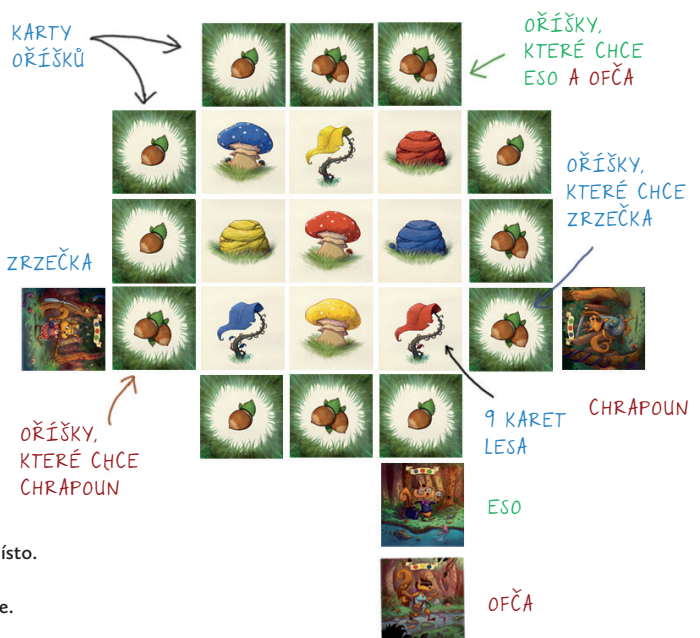 KARTY
OŘÍŠKŮ
OŘÍŠKY,
KTERÉ CHCE
ESO A OFČA
OŘÍŠKY,
KTERÉ CHCE
ZRZEČKA
ZRZEČKA
OŘÍŠKY,
KTERÉ CHCE
CHRAPOUN
9 KARET
LESA
CHRAPOUN
ESO
OFČA
ísto.
e.